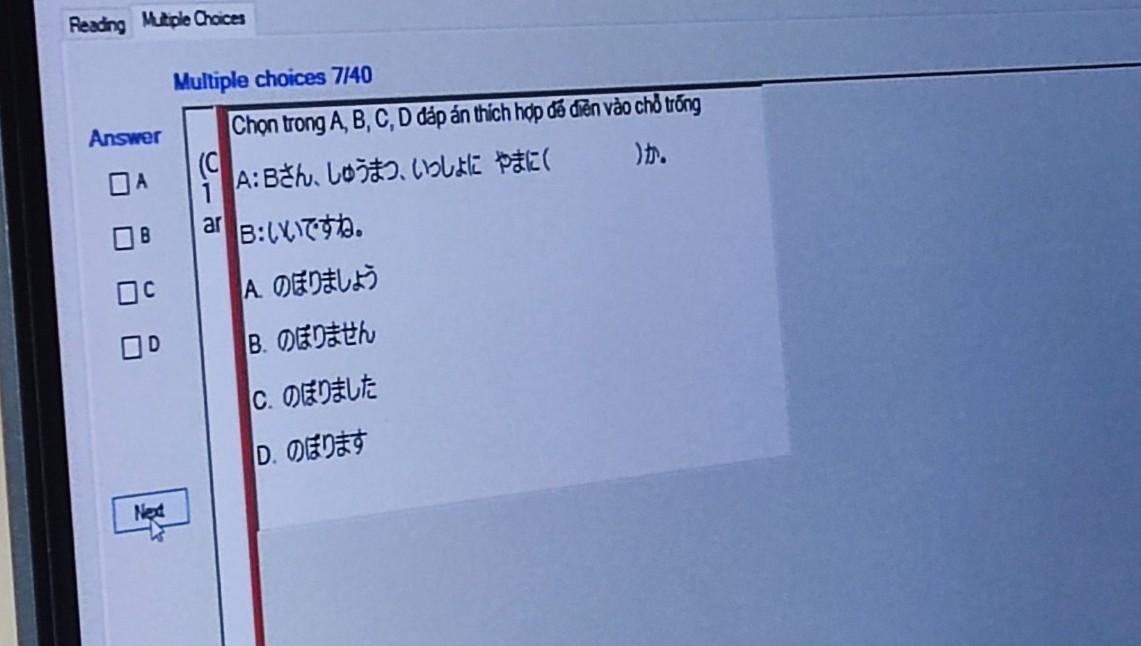 Reading Multiple Choices
Multiple choices 7/40
Answer
A
B
C
D
Next
(C
1
ar
Chọn trong A, B, C, D đáp án thích hợp để điền vào chỗ trống
A: Bさん、しゅうまつ、いっしょに やまに( )か。
B:いいですね。
A. のぼりましょう
B. のぼりません
C. のぼりました
D. のぼります